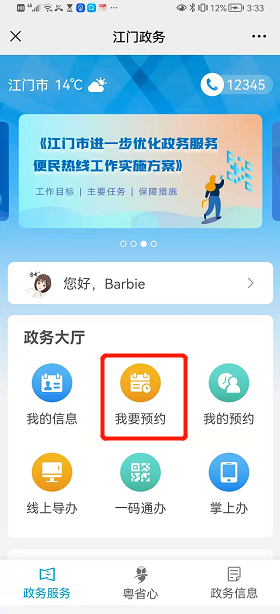 12% 3:33
江门政务
江门市 14℃ 12345
《江门市进一步优化政务服务
便民热线工作实施方案》
工作目标 | 主要任务 | 保障措施
您好，Barbie
政务大厅
我的信息 我要预约 我的预约
线上导办 一码通办 掌上办
政务服务 粤省心 政务信息